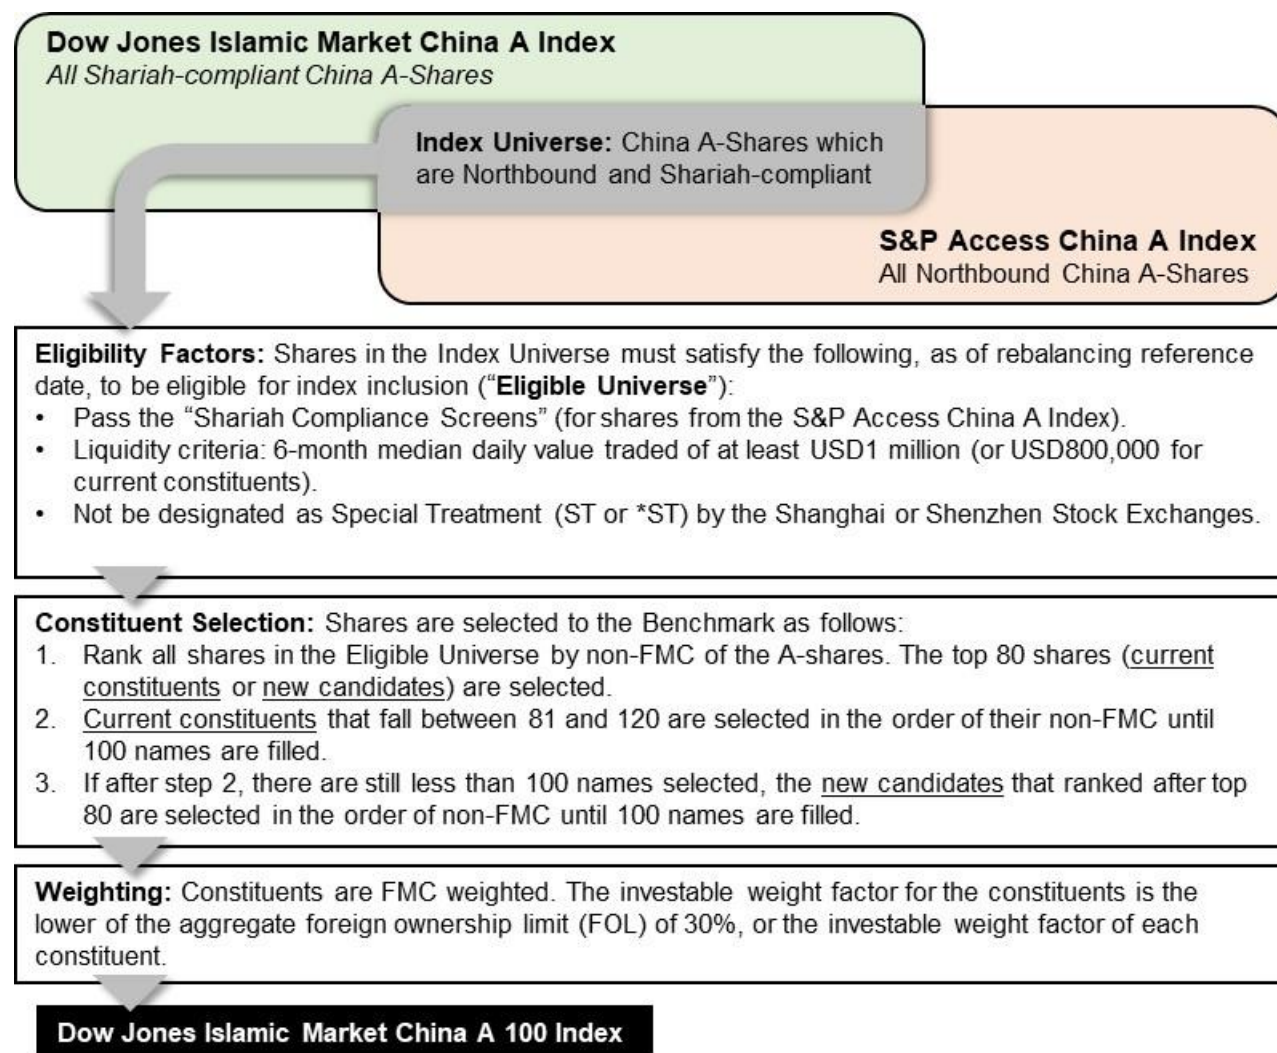 Dow Jones Islamic Market China A Index
All Shariah-compliant China A-Shares
Index Universe: China A-Shares which
are Northbound and Shariah-compliant
S&P Access China A Index
All Northbound China A-Shares
Eligibility Factors: Shares in the Index Universe must satisfy the following, as of rebalancing reference
date, to be eligible for index inclusion (“Eligible Universe”):
• Pass the “Shariah Compliance Screens” (for shares from the S&P Access China A Index).
• Liquidity criteria: 6-month median daily value traded of at least USD1 million (or USD800,000 for
current constituents).
• Not be designated as Special Treatment (ST or *ST) by the Shanghai or Shenzhen Stock Exchanges.
Constituent Selection: Shares are selected to the Benchmark as follows:
1. Rank all shares in the Eligible Universe by non-FMC of the A-shares. The top 80 shares (current
constituents or new candidates) are selected.
2. Current constituents that fall between 81 and 120 are selected in the order of their non-FMC until
100 names are filled.
3. If after step 2, there are still less than 100 names selected, the new candidates that ranked after top
80 are selected in the order of non-FMC until 100 names are filled.
Weighting: Constituents are FMC weighted. The investable weight factor for the constituents is the
lower of the aggregate foreign ownership limit (FOL) of 30%, or the investable weight factor of each
constituent.
Dow Jones Islamic Market China A 100 Index